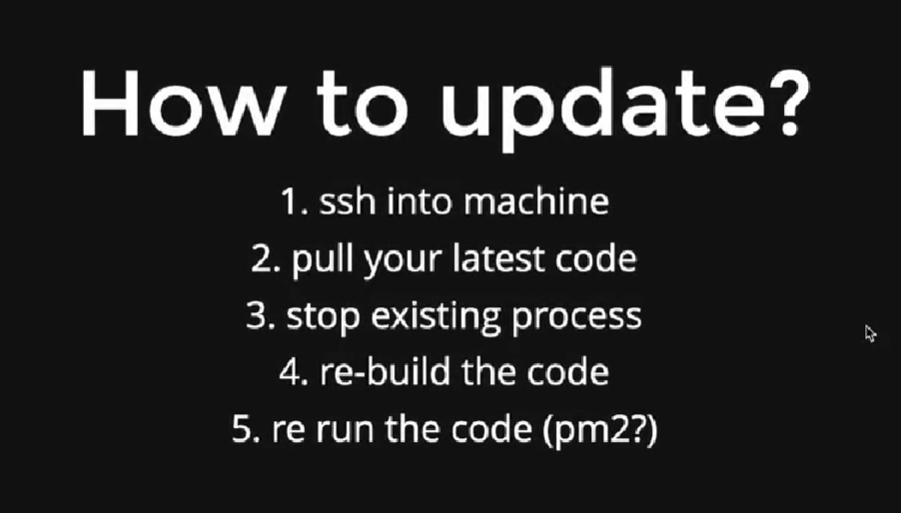 How to update?
1. ssh into machine
2. pull your latest code
3. stop existing process
4. re-build the code
5. re run the code (pm2?)